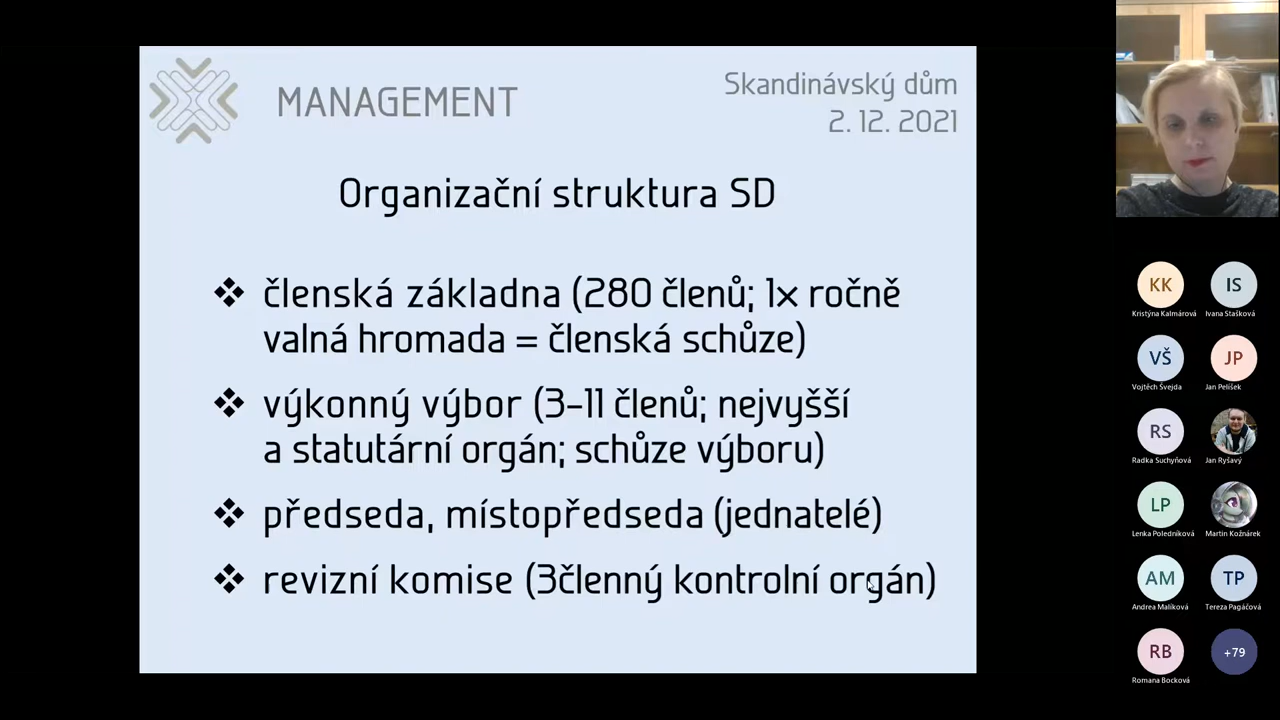 MANAGEMENT
Skandinávský dům
2. 12. 2021
Organizační struktura SD
❖ členská základna (280 členů; 1x ročně
valná hromada = členská schůze)
❖ výkonný výbor (3-11 členů; nejvyšší
a statutární orgán; schůze výboru)
❖ předseda, místopředseda (jednatelé)
❖ revizní komise (3členný kontrolní orgán)
KK
Kristýna Kalmárová
IS
Ivana Stašková
VŠ
Vojtěch Švejda
JP
Jan Pelíšek
RS
Radka Suchyňová
Jan Ryšavý
LP
Lenka Poledníková
Martin Kožnárek
AM
Andrea Malíková
TP
Tereza Pagáčová
RB
Romana Bocková
+79